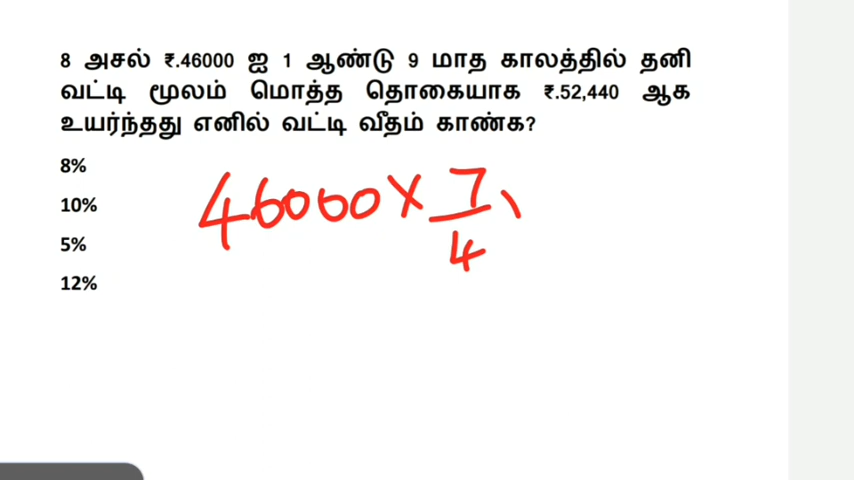 8 அசல் ₹.46000 ஐ 1 ஆண்டு 9 மாத காலத்தில் தனி
வட்டி மூலம் மொத்த தொகையாக ₹.52,440 ஆக
உயர்ந்தது எனில் வட்டி வீதம் காண்க?
8%
10%
5%
12%
46000 × 7
4